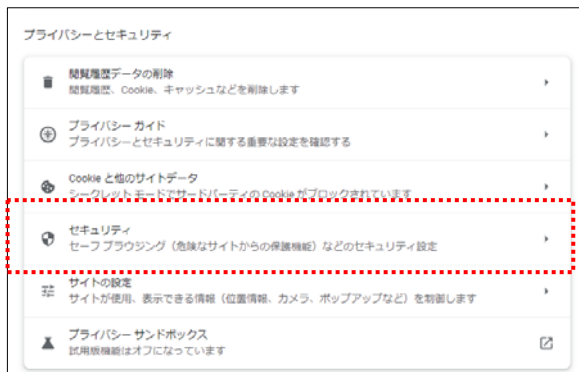 プライバシーとセキュリティ
閲覧履歴データの削除
閲覧履歴、Cookie、キャッシュなどを削除します
プライバシー ガイド
プライバシーとセキュリティに関する重要な設定を確認する
Cookie と他のサイトデータ
シークレット モードでサードパーティの Cookie がブロックされています
セキュリティ
セーフ ブラウジング（危険なサイトからの保護機能）などのセキュリティ設定
サイトの設定
サイトが使用、表示できる情報（位置情報、カメラ、ポップアップなど）を制御します
プライバシー サンドボックス
試用版機能はオフになっています